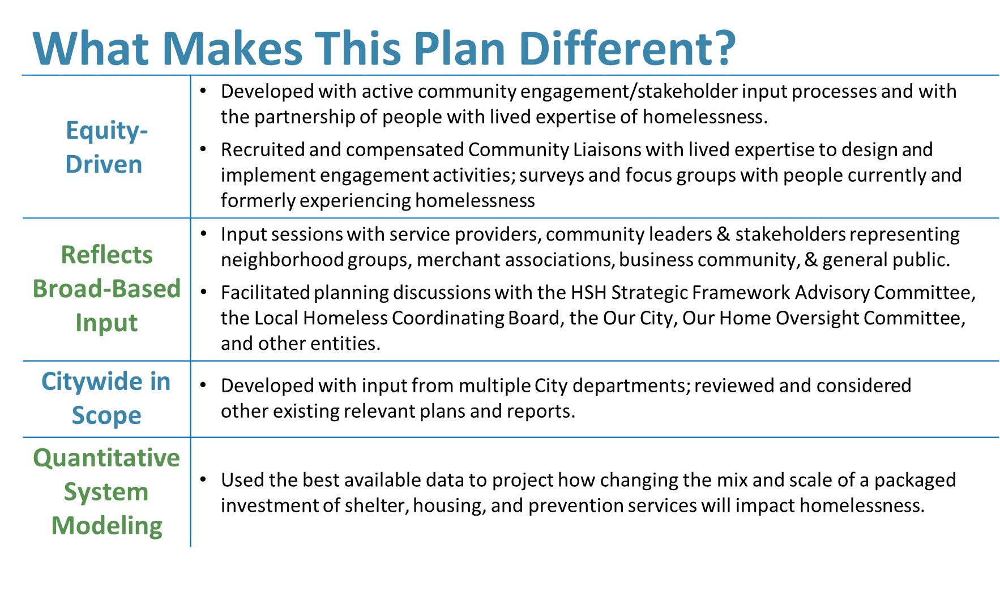 What Makes This Plan Different?
Equity-
Driven
• Developed with active community engagement/stakeholder input processes and with
the partnership of people with lived expertise of homelessness.
• Recruited and compensated Community Liaisons with lived expertise to design and
implement engagement activities; surveys and focus groups with people currently and
formerly experiencing homelessness
Reflects
Broad-Based
Input
• Input sessions with service providers, community leaders & stakeholders representing
neighborhood groups, merchant associations, business community, & general public.
• Facilitated planning discussions with the HSH Strategic Framework Advisory Committee,
the Local Homeless Coordinating Board, the Our City, Our Home Oversight Committee,
and other entities.
Citywide in
Scope
• Developed with input from multiple City departments; reviewed and considered
other existing relevant plans and reports.
Quantitative
System
Modeling
• Used the best available data to project how changing the mix and scale of a packaged
investment of shelter, housing, and prevention services will impact homelessness.